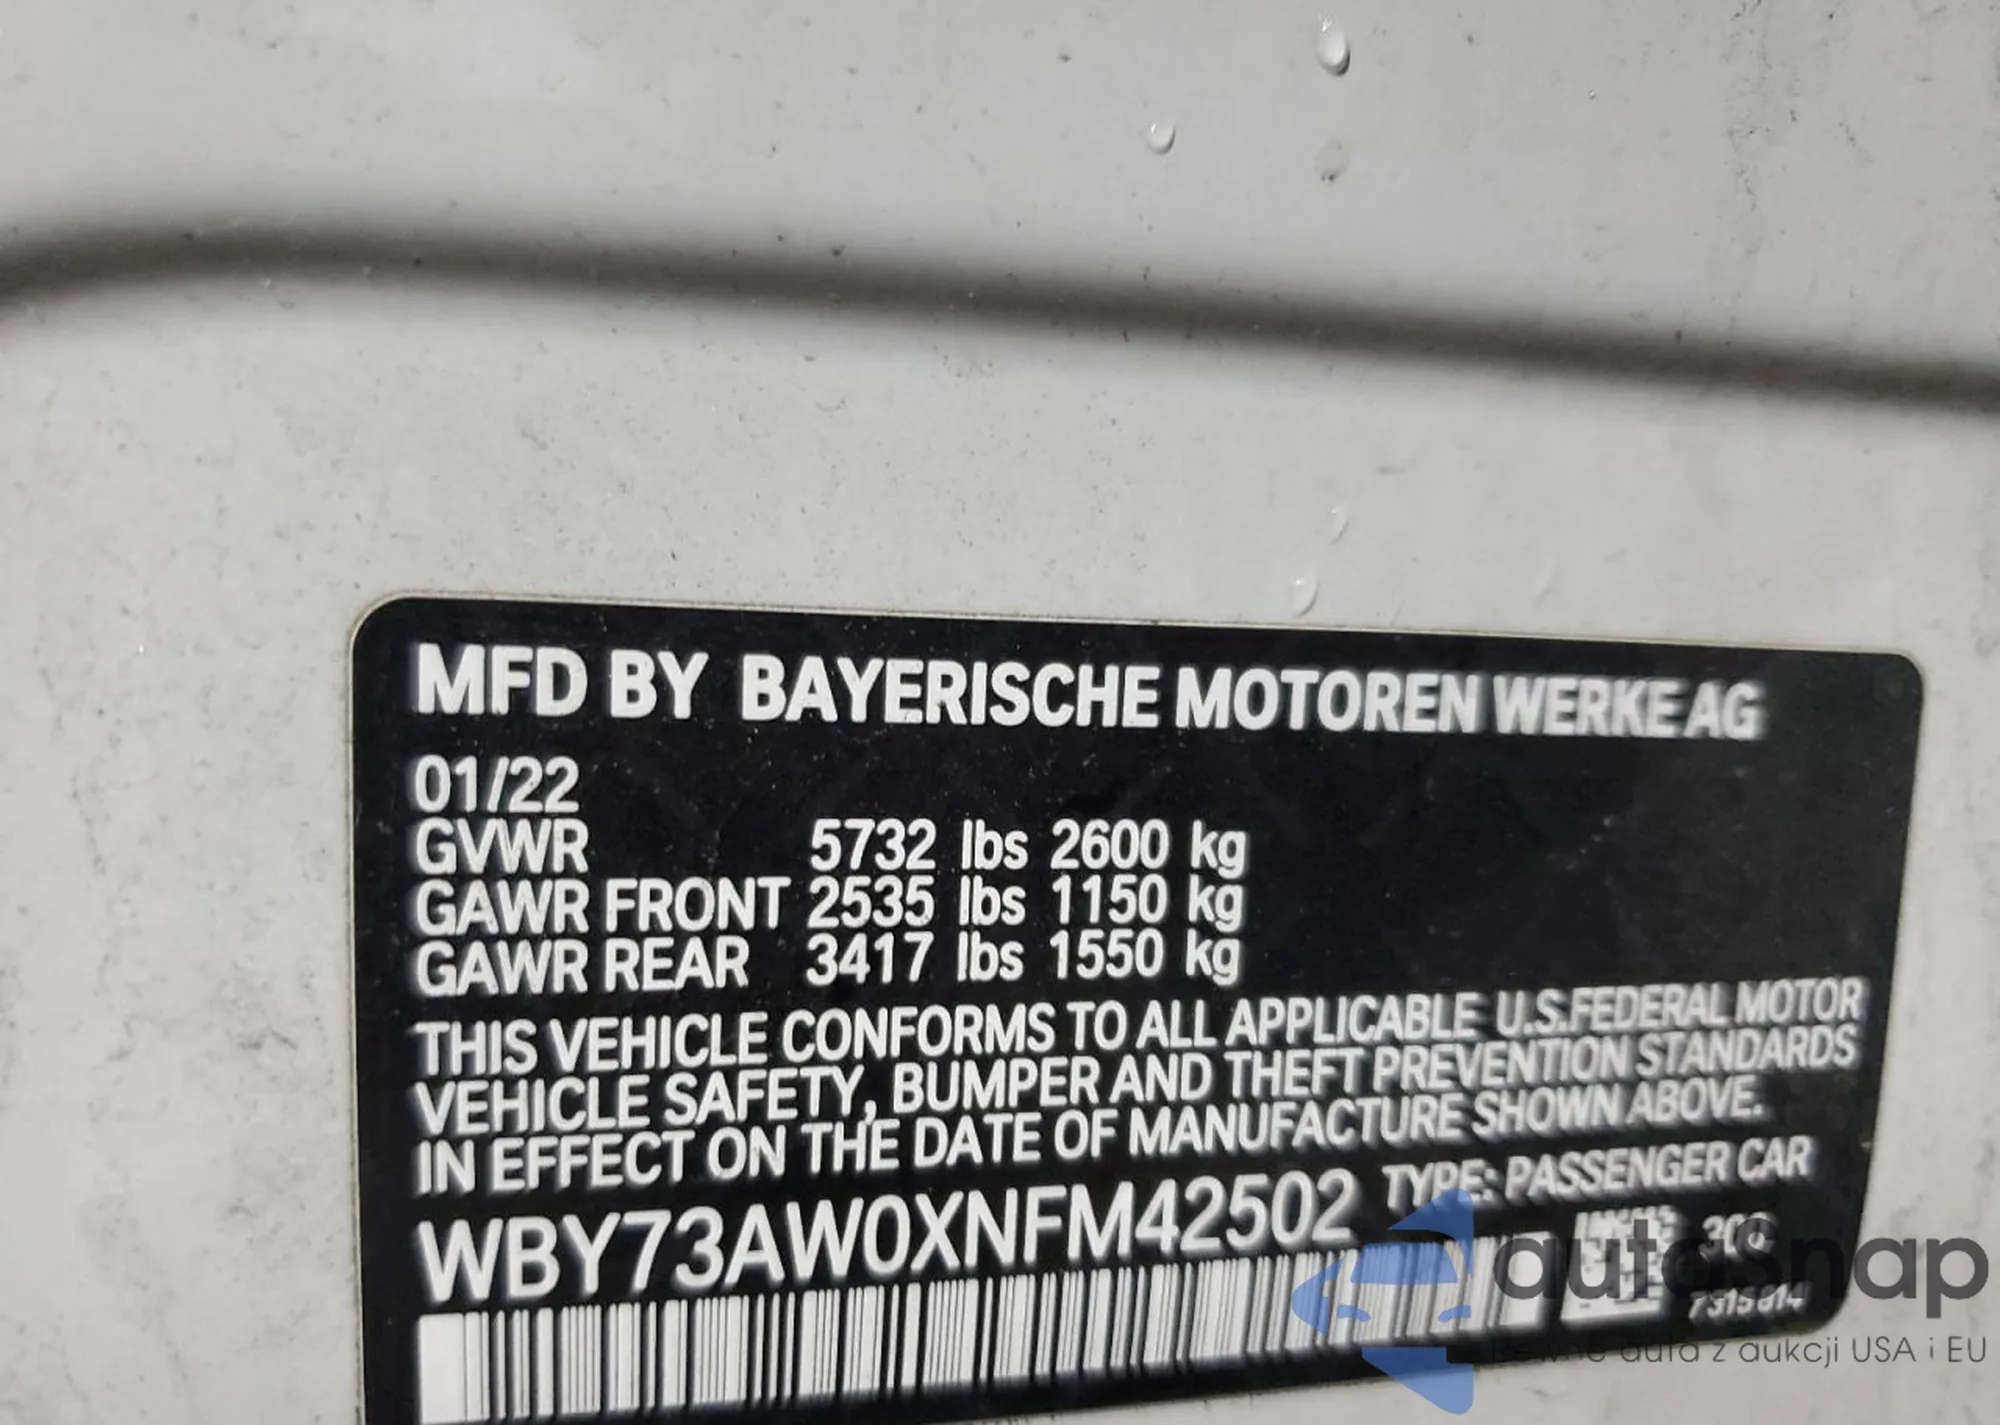 MFD BY BAYERISCHE MOTOREN WERKE AG
01/22
GVWR 5732 lbs 2600 kg
GAWR FRONT 2535 lbs 1150 kg
GAWR REAR 3417 lbs 1550 kg
THIS VEHICLE CONFORMS TO ALL APPLICABLE U.S.FEDERAL MOTOR
VEHICLE SAFETY, BUMPER AND THEFT PREVENTION STANDARDS
IN EFFECT ON THE DATE OF MANUFACTURE SHOWN ABOVE.
WBY73AW0XNFM42502 TYPE: PASSENGER CAR
300
autoSnap
Pewne auta z aukcji USA i EU